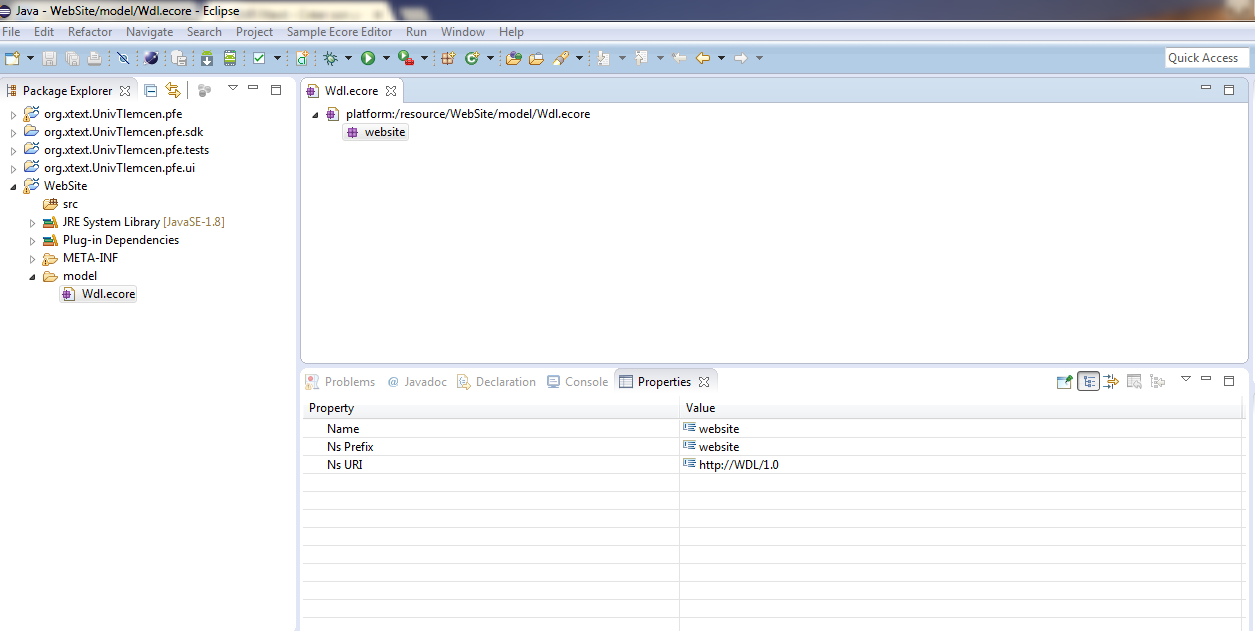 Java - WebSite/model/Wdl.ecore - Eclipse
File Edit Refactor Navigate Search Project Sample Ecore Editor Run Window Help
Quick Access
Package Explorer
org.xtext.UnivTlemcen.pfe
org.xtext.UnivTlemcen.pfe.sdk
org.xtext.UnivTlemcen.pfe.tests
org.xtext.UnivTlemcen.pfe.ui
WebSite
src
JRE System Library [JavaSE-1.8]
Plug-in Dependencies
META-INF
model
Wdl.ecore
Wdl.ecore
platform:/resource/WebSite/model/Wdl.ecore
website
Problems @ Javadoc Declaration Console Properties
Property Value
Name website
Ns Prefix website
Ns URI http://WDL/1.0